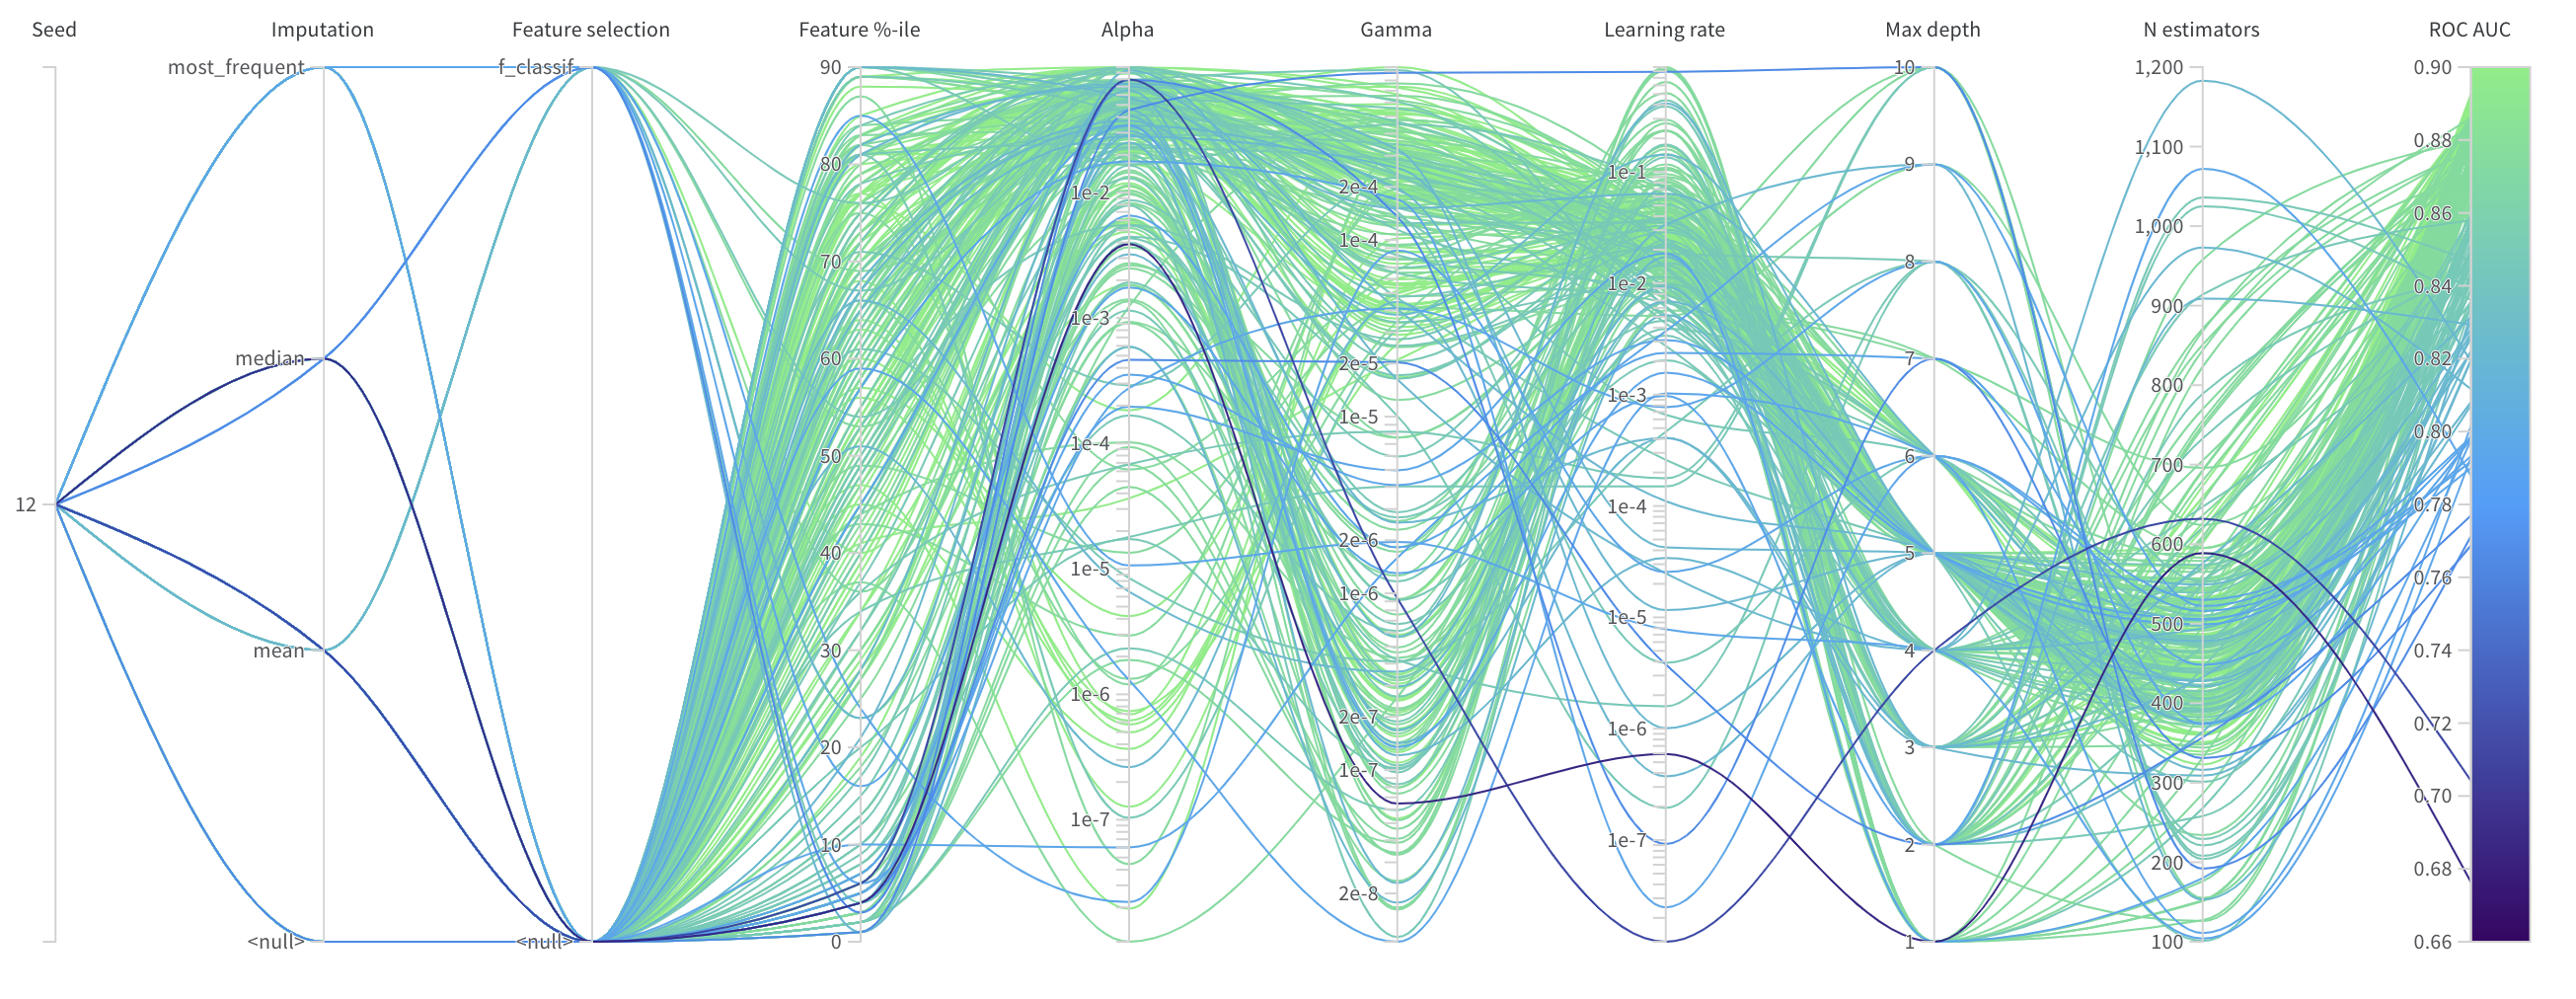 Seed
Imputation
Feature selection
Feature %-ile
Alpha
Gamma
Learning rate
Max depth
N estimators
ROC AUC
12
most_frequent
median
mean
<null>
f_classif
<null>
90
80
70
60
50
40
30
20
10
0
1e-2
1e-3
1e-4
1e-5
1e-6
1e-7
2e-4
1e-4
2e-5
1e-5
2e-6
1e-6
2e-7
1e-7
2e-8
1e-1
1e-2
1e-3
1e-4
1e-5
1e-6
1e-7
10
9
8
7
6
5
4
3
2
1
1,200
1,100
1,000
900
800
700
600
500
400
300
200
100
0.90
0.88
0.86
0.84
0.82
0.80
0.78
0.76
0.74
0.72
0.70
0.68
0.66